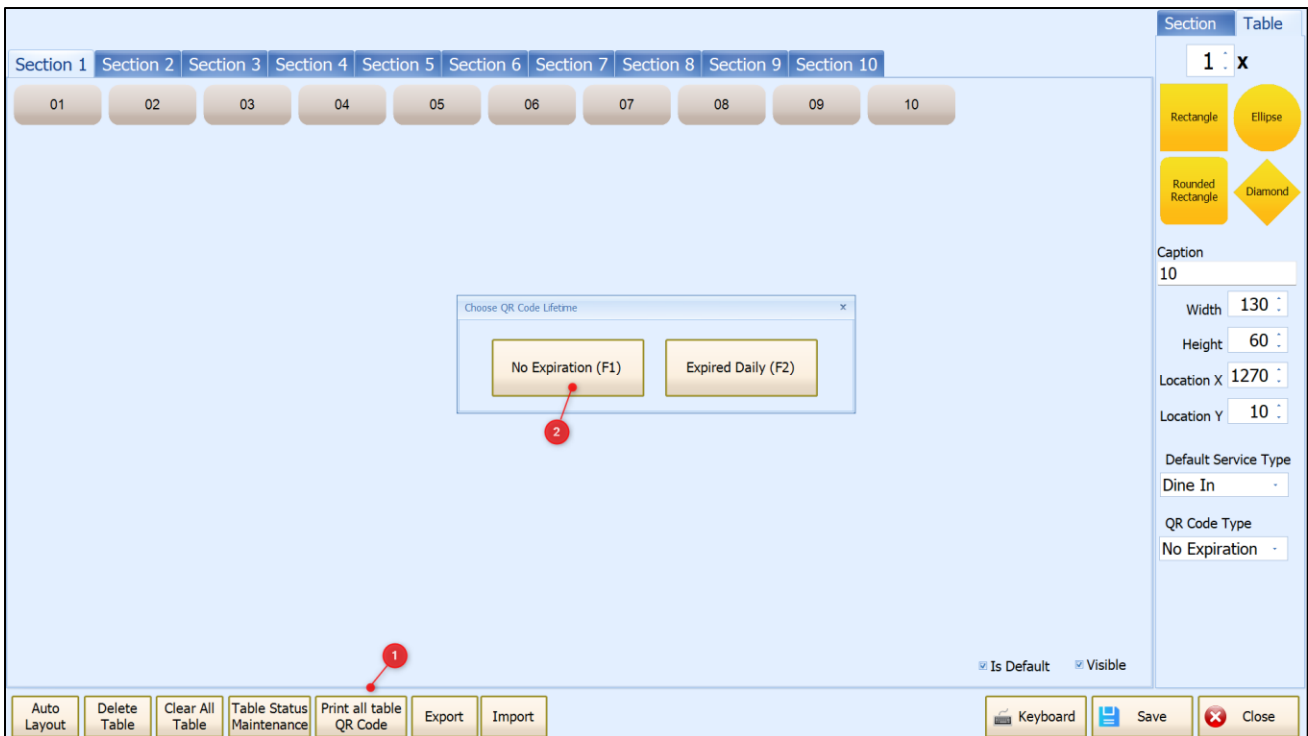 Section Table
Section 1 Section 2 Section 3 Section 4 Section 5 Section 6 Section 7 Section 8 Section 9 Section 10
1 x
01 02 03 04 05 06 07 08 09 10
Rectangle Ellipse
Rounded
Rectangle
Diamond
Caption
10
Choose QR Code Lifetime x
Width 130
No Expiration (F1) Expired Daily (F2)
Height 60
Location X 1270
Location Y 10
2
Default Service Type
Dine In
QR Code Type
No Expiration
1
Is Default Visible
Auto
Layout
Delete
Table
Clear All
Table
Table Status
Maintenance
Print all table
QR Code
Export
Import
Keyboard
Save
Close